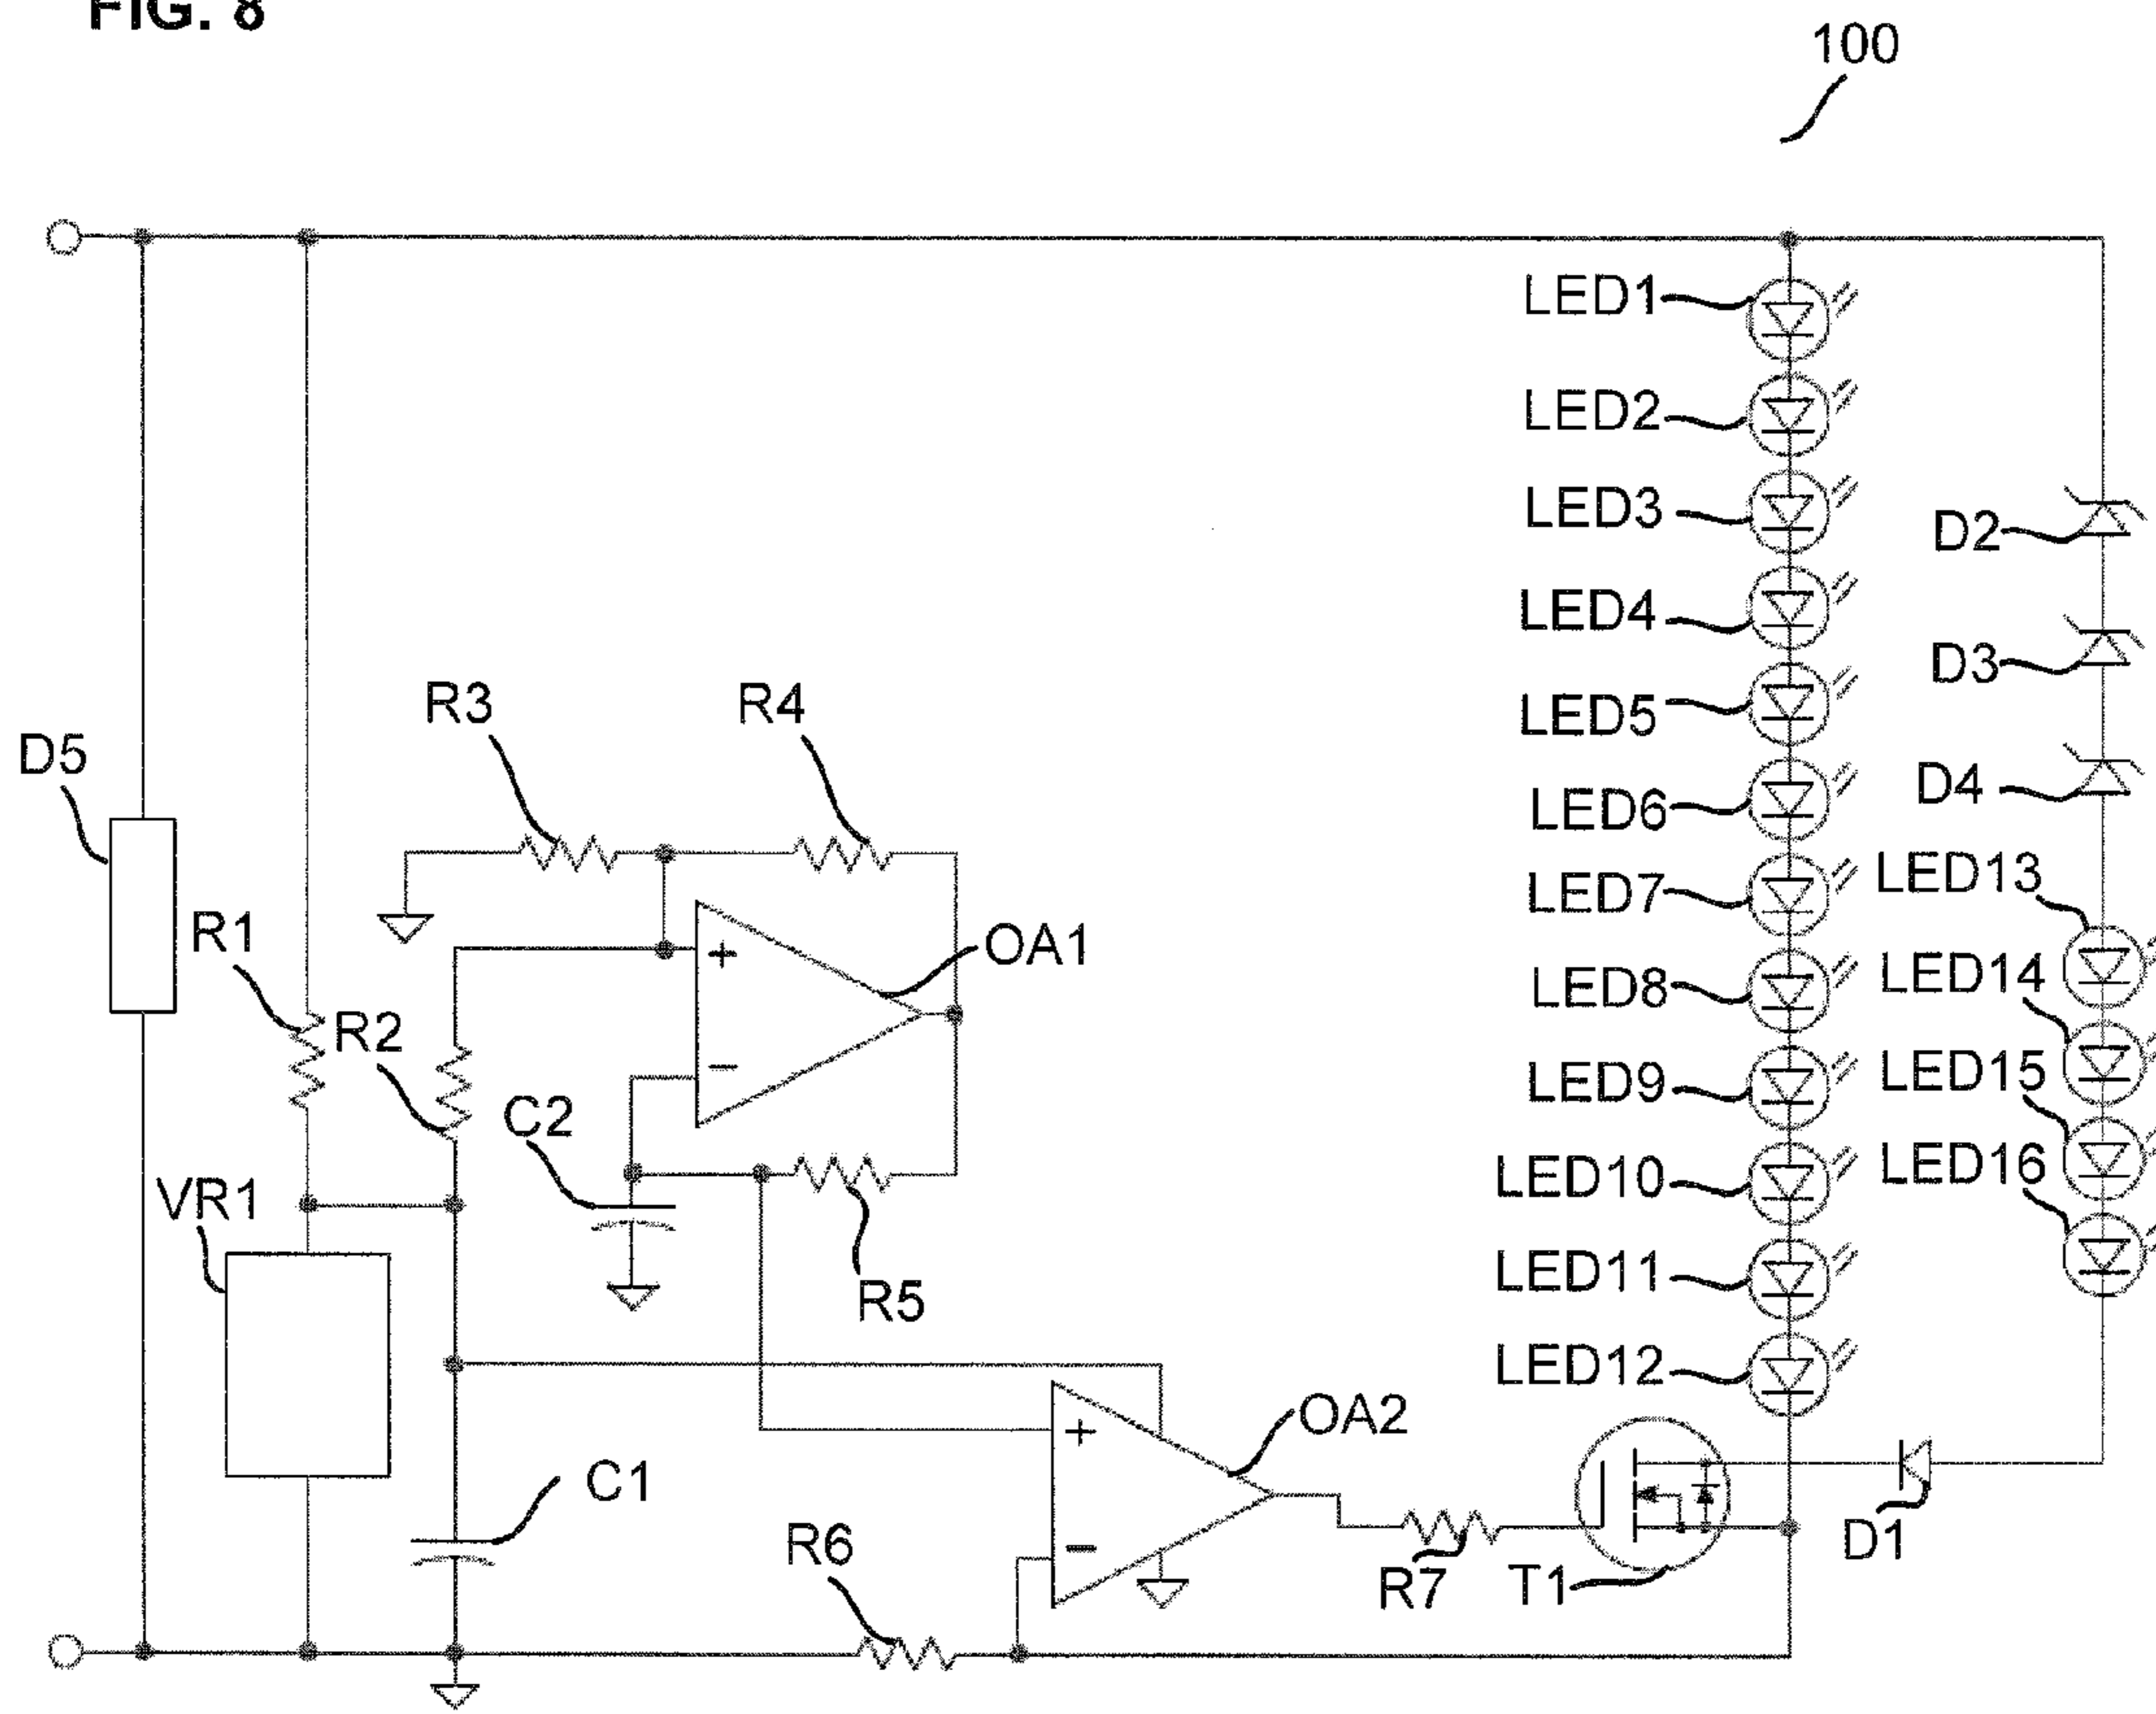 FIG. 8
100
LED1
LED2
LED3
D2
LED4
D3
LED5
R3
R4
D5
D4
LED6
LED7
LED13
R1
OA1
LED8
LED14
R2
LED9
LED15
C2
LED10
LED16
VR1
R5
LED11
LED12
OA2
C1
R6
R7
T1
D1
+
−
+
−